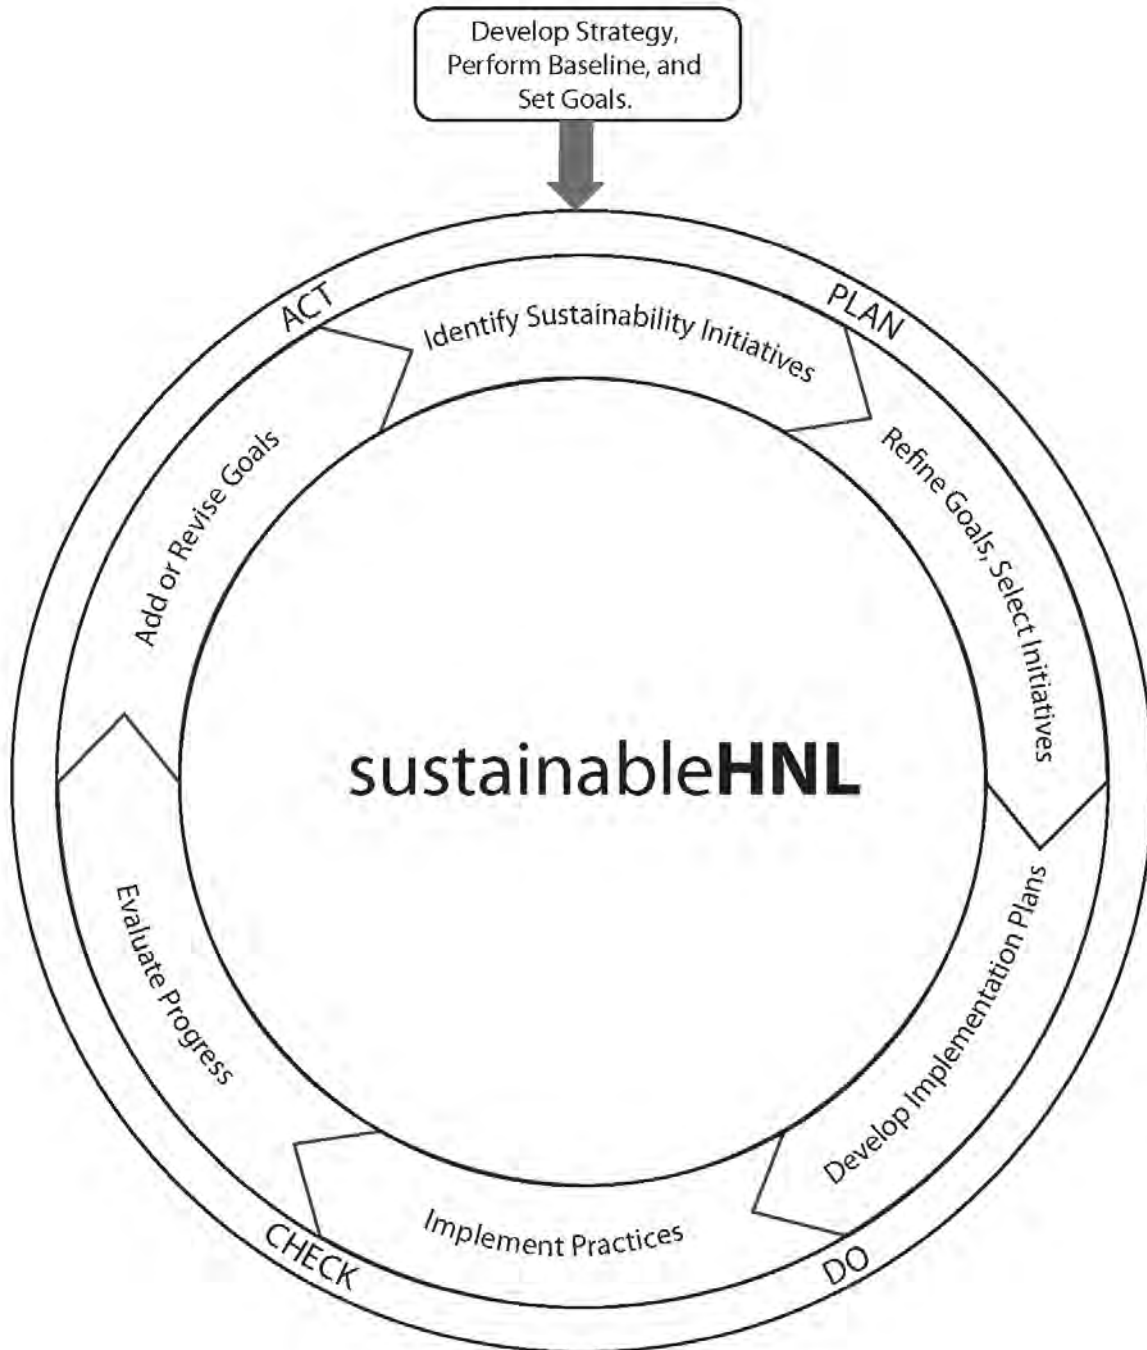 Develop Strategy,
Perform Baseline, and
Set Goals.
PLAN
Identify Sustainability Initiatives
Refine Goals, Select Initiatives
DO
Develop Implementation Plans
Implement Practices
CHECK
Evaluate Progress
ACT
Add or Revise Goals
sustainableHNL